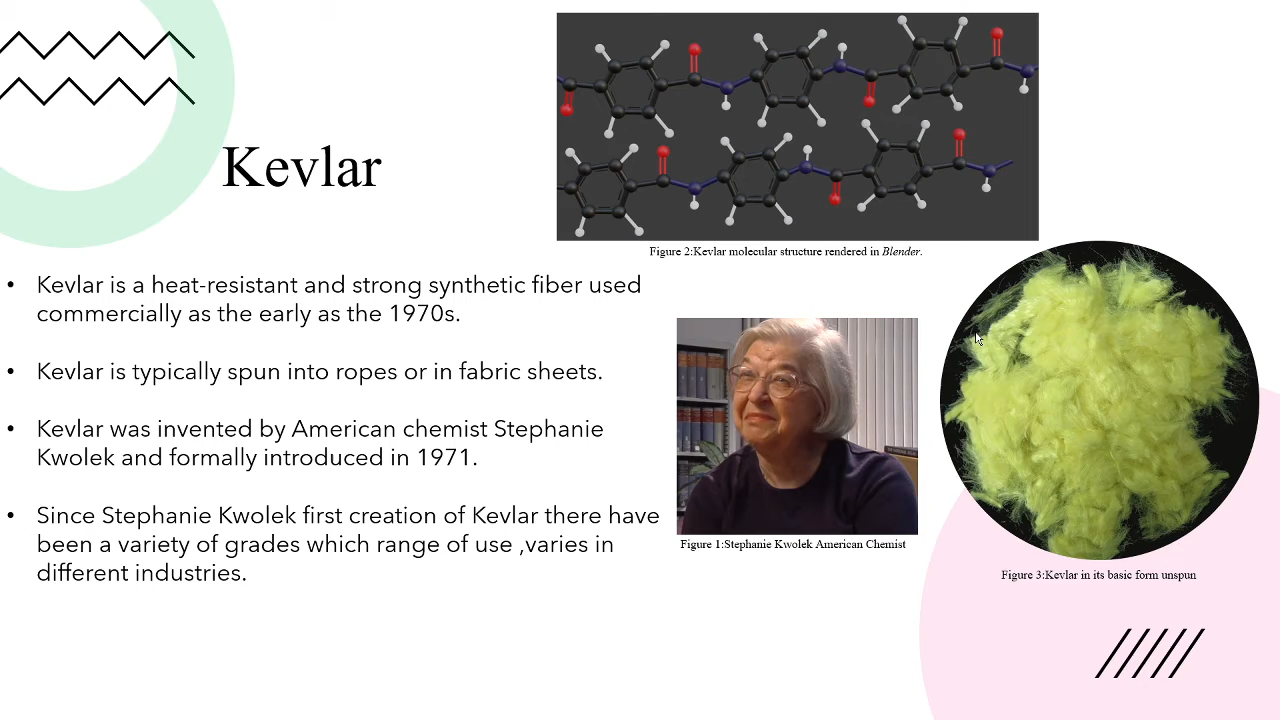 Kevlar
Figure 2:Kevlar molecular structure rendered in Blender.
• Kevlar is a heat-resistant and strong synthetic fiber used
commercially as the early as the 1970s.
• Kevlar is typically spun into ropes or in fabric sheets.
• Kevlar was invented by American chemist Stephanie
Kwolek and formally introduced in 1971.
• Since Stephanie Kwolek first creation of Kevlar there have
been a variety of grades which range of use ,varies in
different industries.
Figure 1:Stephanie Kwolek American Chemist
Figure 3:Kevlar in its basic form unspun